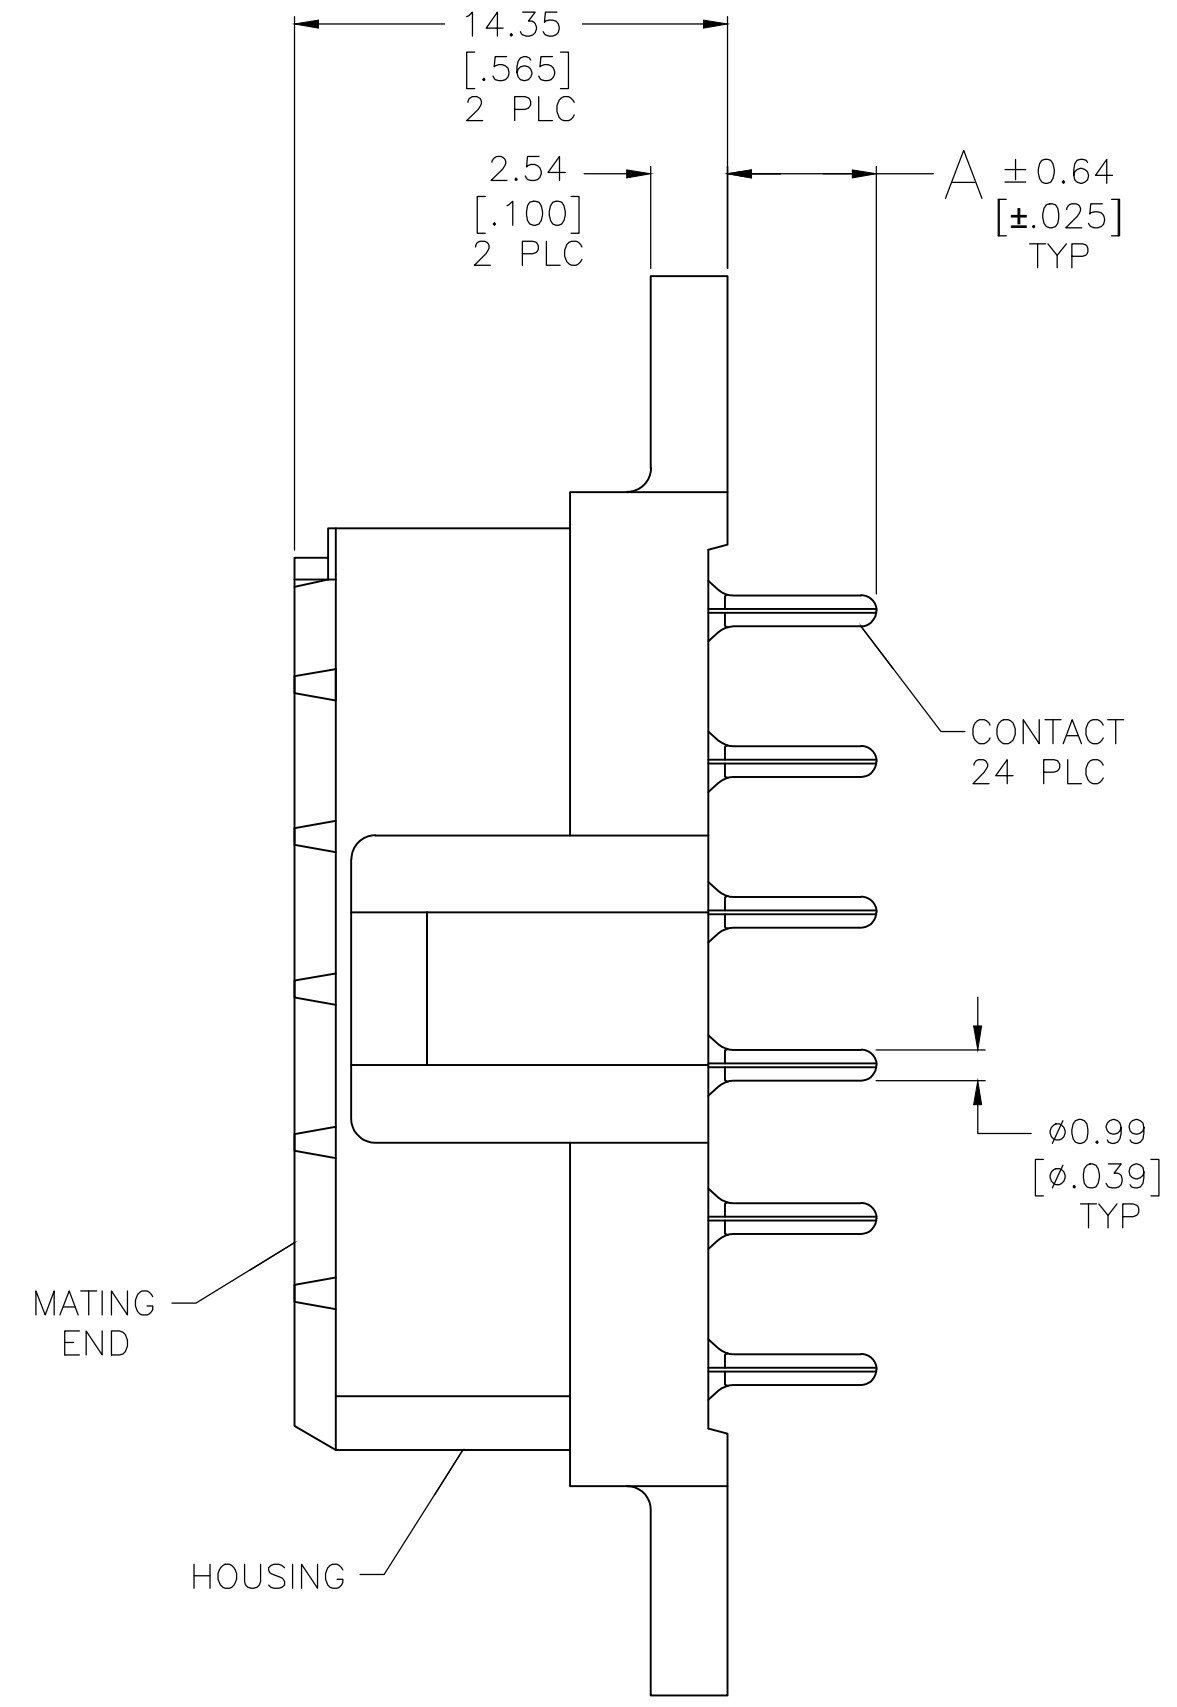 14.35
[.565]
2 PLC
2.54
[.100]
2 PLC
A ±0.64
[±.025]
TYP
CONTACT
24 PLC
⌀0.99
[⌀.039]
TYP
MATING
END
HOUSING